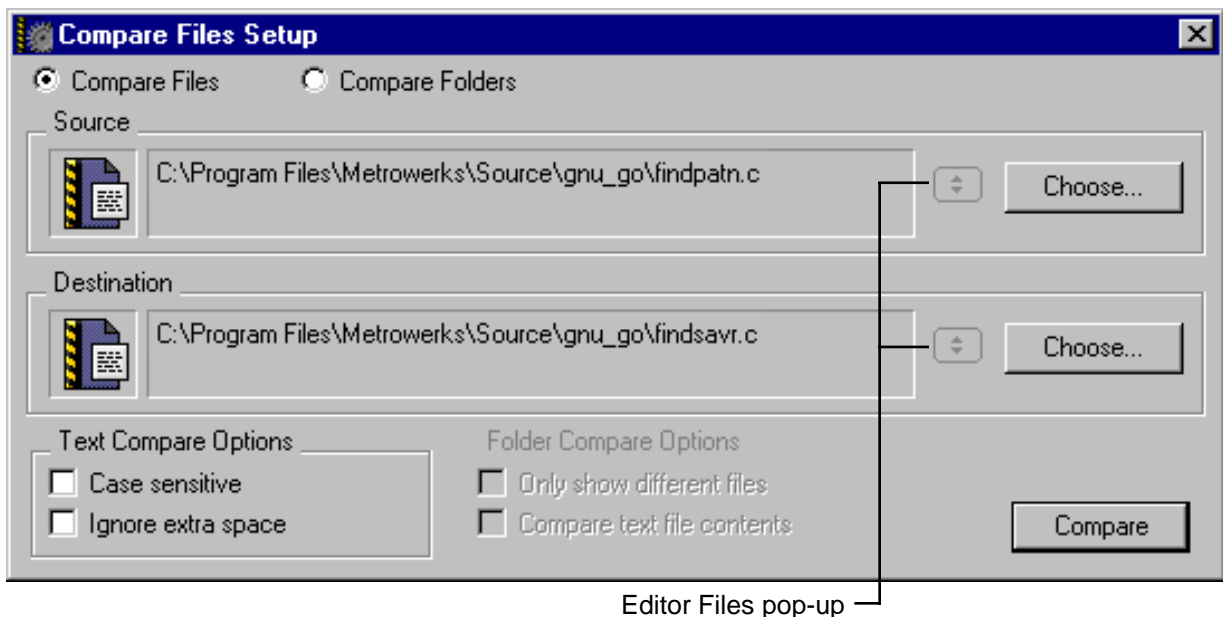 Compare Files Setup
Compare Files Compare Folders
Source
C:\Program Files\Metrowerks\Source\gnu_go\findpatn.c
Choose...
Destination
C:\Program Files\Metrowerks\Source\gnu_go\findsavr.c
Choose...
Text Compare Options Folder Compare Options
Case sensitive Only show different files
Ignore extra space Compare text file contents
Compare
Editor Files pop-up